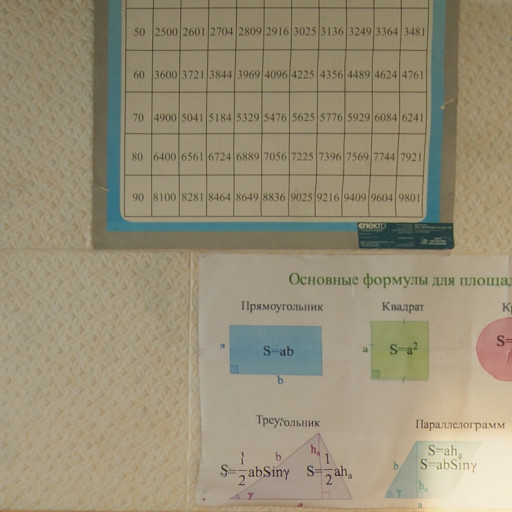 50 2500 2601 2704 2809 2916 3025 3136 3249 3364 3481
60 3600 3721 3844 3969 4096 4225 4356 4489 4624 4761
70 4900 5041 5184 5329 5476 5625 5776 5929 6084 6241
80 6400 6561 6724 6889 7056 7225 7396 7569 7744 7921
90 8100 8281 8464 8649 8836 9025 9216 9409 9604 9801
спектр
Основные формулы для площад
Прямоугольник Квадрат К
a S=ab a S=a² S=
b
Треугольник Параллелограмм
S=½abSinγ b hₐ S=½ahₐ S=ahₐ
b S=abSinγ
γ a γ hₐ a